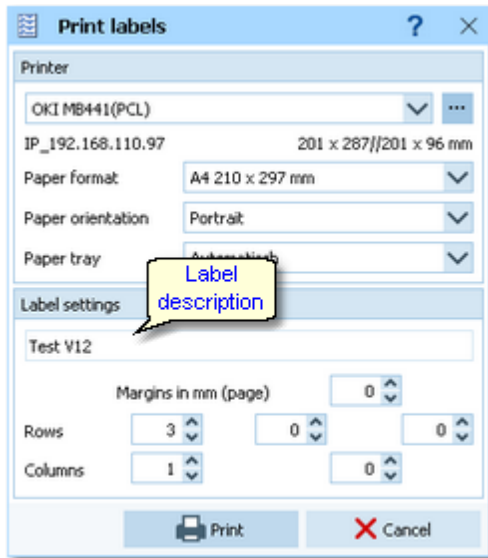 Print labels ?
Printer
OKI MB441(PCL) ...
IP_192.168.110.97 201 x 287//201 x 96 mm
Paper format A4 210 x 297 mm
Paper orientation Portrait
Paper tray
Label
description
Label settings
Test V12
Margins in mm (page) 0
Rows 3 0 0
Columns 1 0
Print Cancel